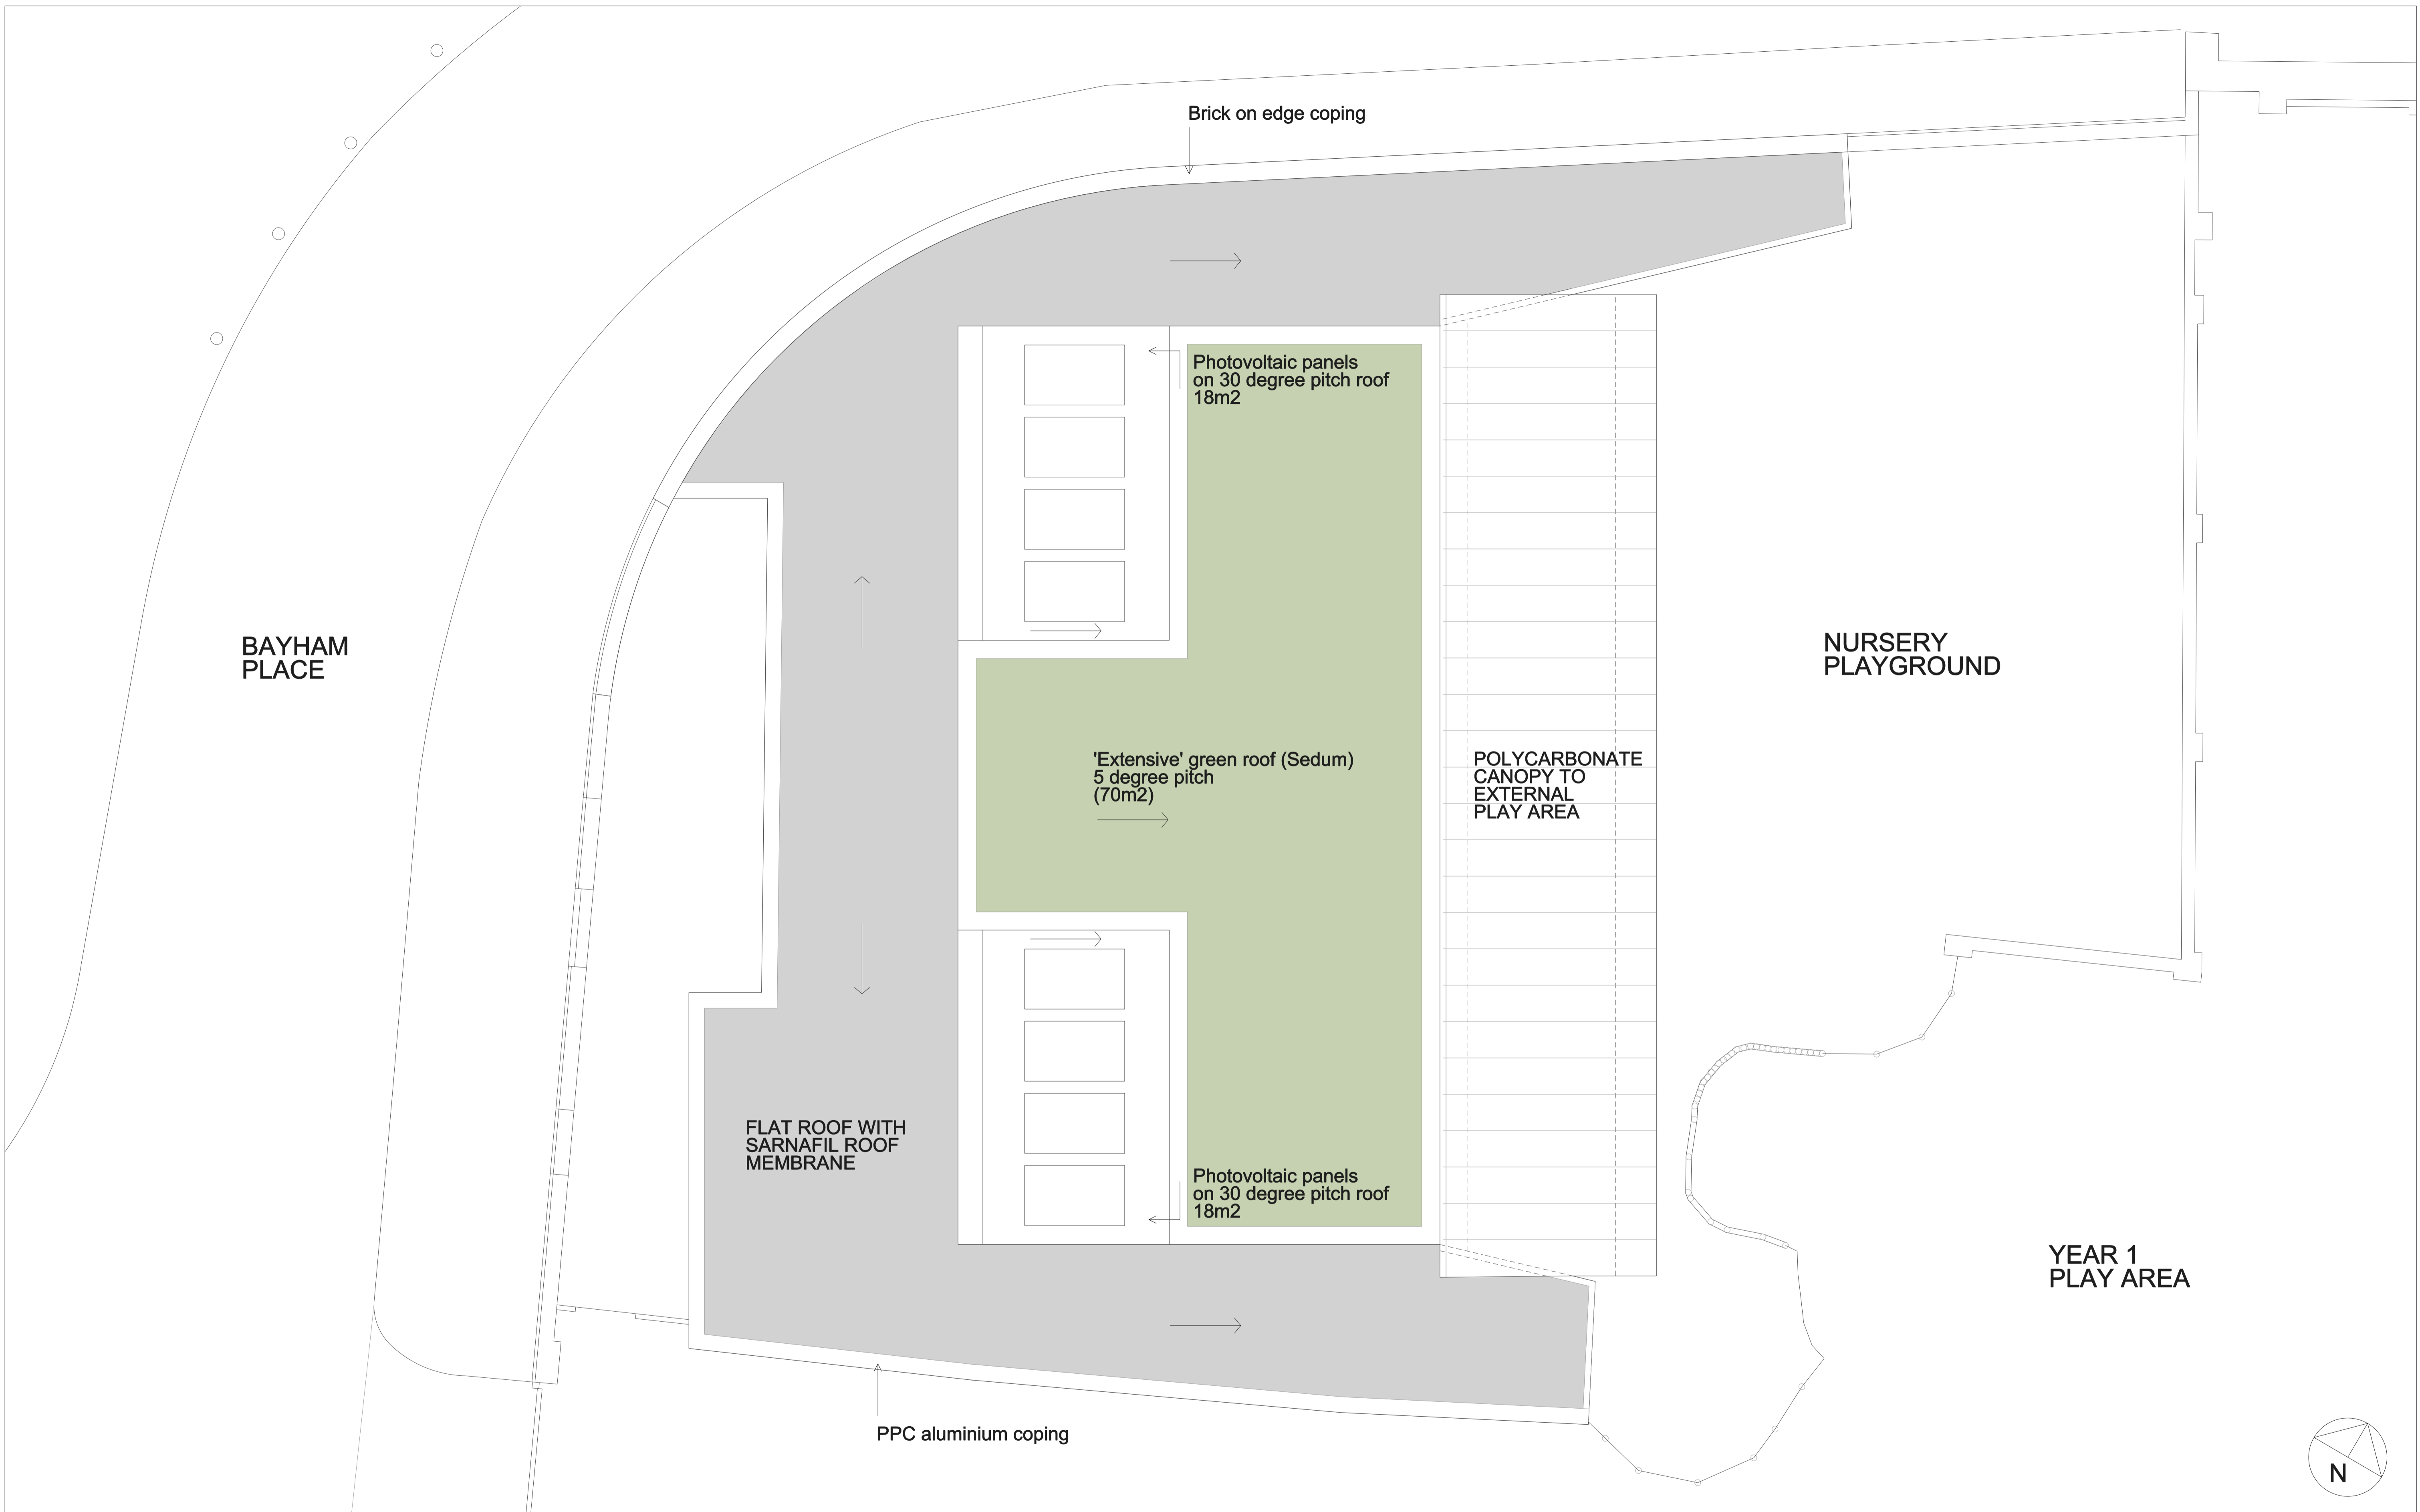 Brick on edge coping
Photovoltaic panels
on 30 degree pitch roof
18m2
BAYHAM
PLACE
NURSERY
PLAYGROUND
'Extensive' green roof (Sedum)
5 degree pitch
(70m2)
POLYCARBONATE
CANOPY TO
EXTERNAL
PLAY AREA
FLAT ROOF WITH
SARNAFIL ROOF
MEMBRANE
Photovoltaic panels
on 30 degree pitch roof
18m2
YEAR 1
PLAY AREA
PPC aluminium coping
N